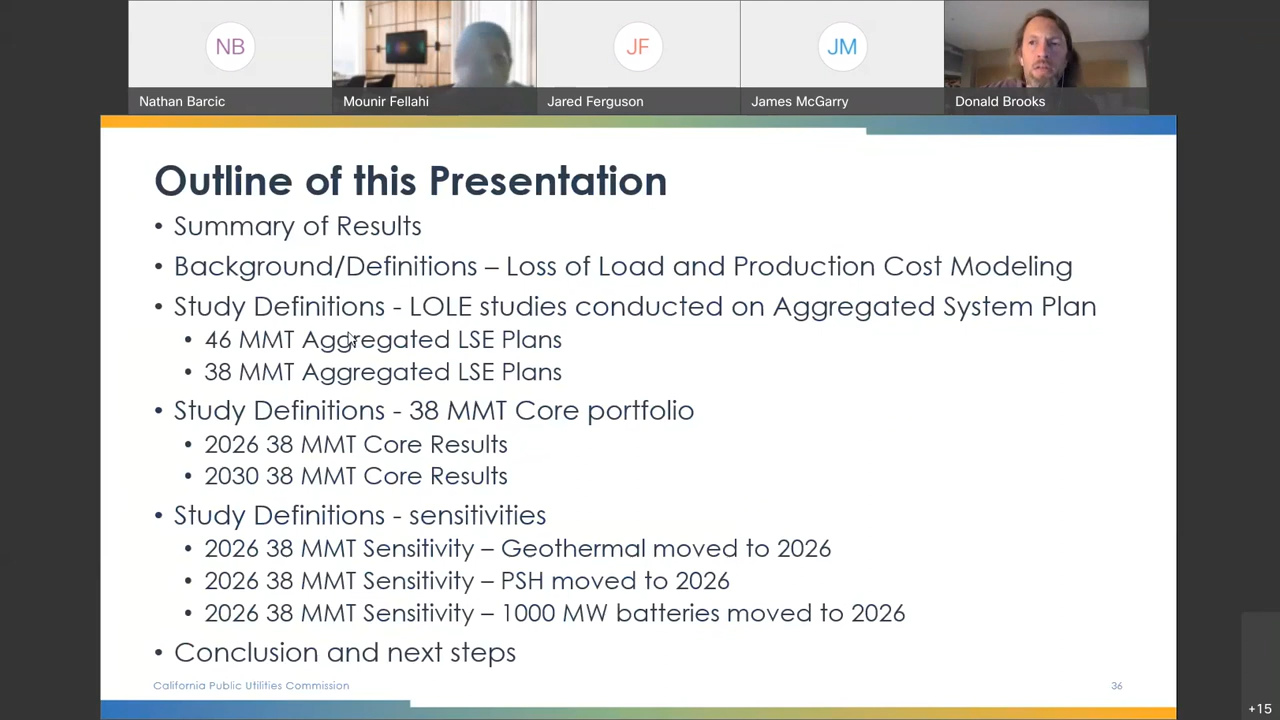 NB
JF
JM
Nathan Barcic
Mounir Fellahi
Jared Ferguson
James McGarry
Donald Brooks
Outline of this Presentation
• Summary of Results
• Background/Definitions – Loss of Load and Production Cost Modeling
• Study Definitions - LOLE studies conducted on Aggregated System Plan
• 46 MMT Aggregated LSE Plans
• 38 MMT Aggregated LSE Plans
• Study Definitions - 38 MMT Core portfolio
• 2026 38 MMT Core Results
• 2030 38 MMT Core Results
• Study Definitions - sensitivities
• 2026 38 MMT Sensitivity – Geothermal moved to 2026
• 2026 38 MMT Sensitivity – PSH moved to 2026
• 2026 38 MMT Sensitivity – 1000 MW batteries moved to 2026
• Conclusion and next steps
California Public Utilities Commission
36
+15